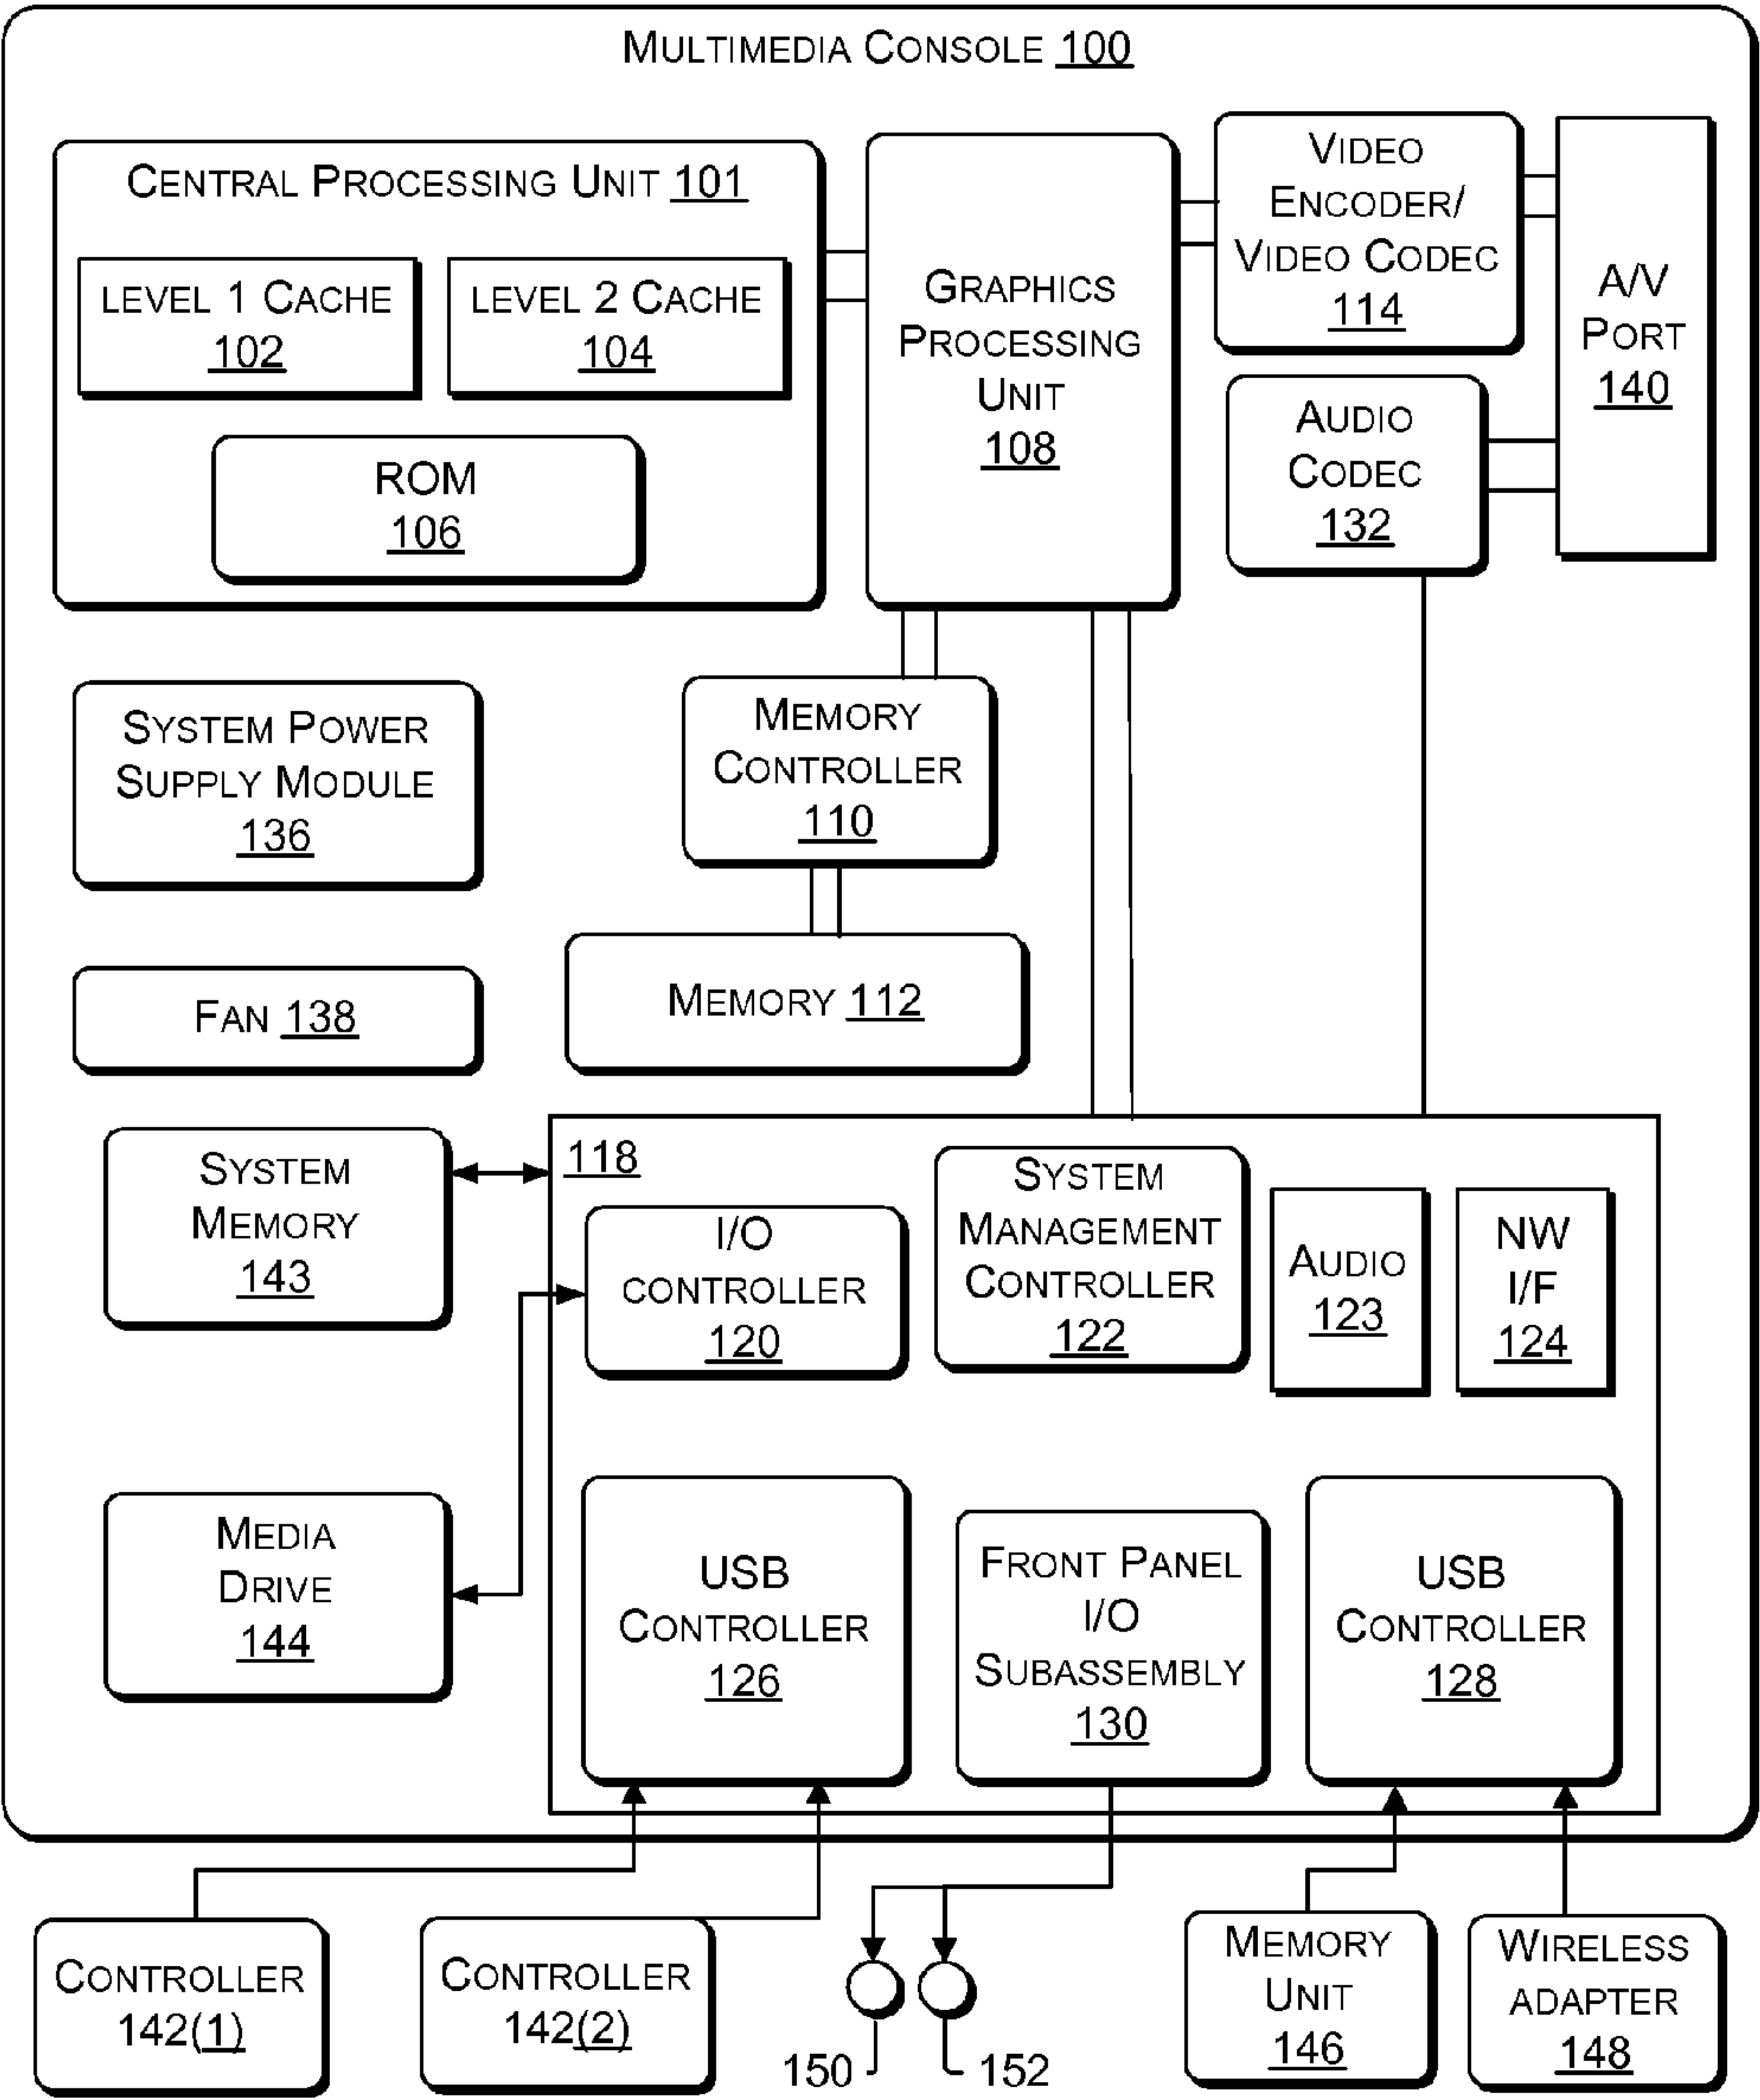 MULTIMEDIA CONSOLE 100
CENTRAL PROCESSING UNIT 101
LEVEL 1 CACHE
102
LEVEL 2 CACHE
104
ROM
106
GRAPHICS
PROCESSING
UNIT
108
VIDEO
ENCODER/
VIDEO CODEC
114
AUDIO
CODEC
132
A/V
PORT
140
SYSTEM POWER
SUPPLY MODULE
136
MEMORY
CONTROLLER
110
FAN 138
MEMORY 112
SYSTEM
MEMORY
143
118
I/O
CONTROLLER
120
SYSTEM
MANAGEMENT
CONTROLLER
122
AUDIO
123
NW
I/F
124
MEDIA
DRIVE
144
USB
CONTROLLER
126
FRONT PANEL
I/O
SUBASSEMBLY
130
USB
CONTROLLER
128
CONTROLLER
142(1)
CONTROLLER
142(2)
150
152
MEMORY
UNIT
146
WIRELESS
ADAPTER
148